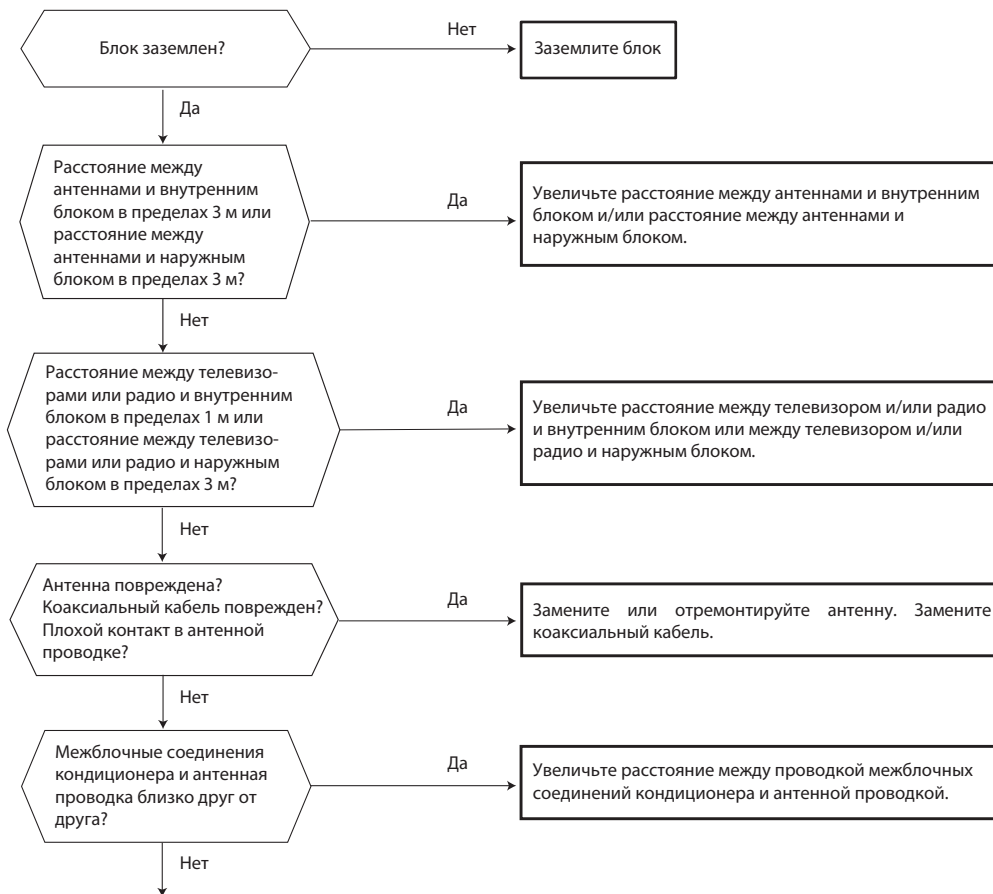 Блок заземлен?
Нет
Заземлите блок
Да
Расстояние между
антеннами и внутренним
блоком в пределах 3 м или
расстояние между
антеннами и наружным
блоком в пределах 3 м?
Да
Увеличьте расстояние между антеннами и внутренним
блоком и/или расстояние между антеннами и
наружным блоком.
Нет
Расстояние между телевизо-
рами или радио и внутренним
блоком в пределах 1 м или
расстояние между телевизо-
рами или радио и наружным
блоком в пределах 3 м?
Да
Увеличьте расстояние между телевизором и/или радио
и внутренним блоком или между телевизором и/или
радио и наружным блоком.
Нет
Антенна повреждена?
Коаксиальный кабель поврежден?
Плохой контакт в антенной
проводке?
Да
Замените или отремонтируйте антенну. Замените
коаксиальный кабель.
Нет
Межблочные соединения
кондиционера и антенная
проводка близко друг от
друга?
Да
Увеличьте расстояние между проводкой межблочных
соединений кондиционера и антенной проводкой.
Нет